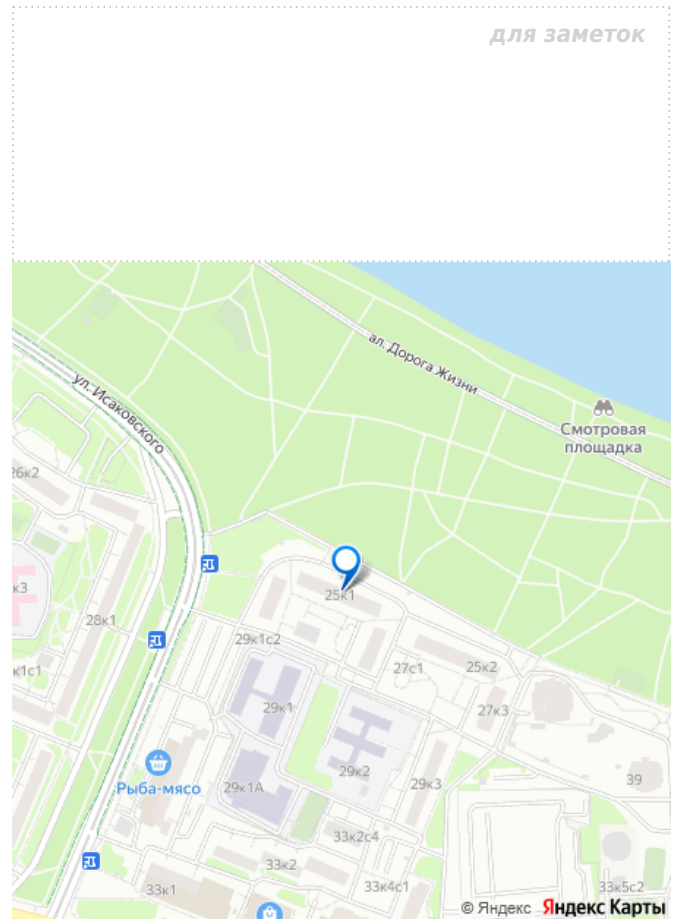 для заметок
ал. Дорога Жизни
ул. Исаковского
Смотровая
площадка
26к2
к3
25к1
28к1
29к1с2
к1с1
27с1
25к2
29к1
27к3
Рыба-мясо
29к1А
29к2
29к3
39
33к2с4
33к2
33к1
33к4с1
33к5с2
© Яндекс Яндекс Карты